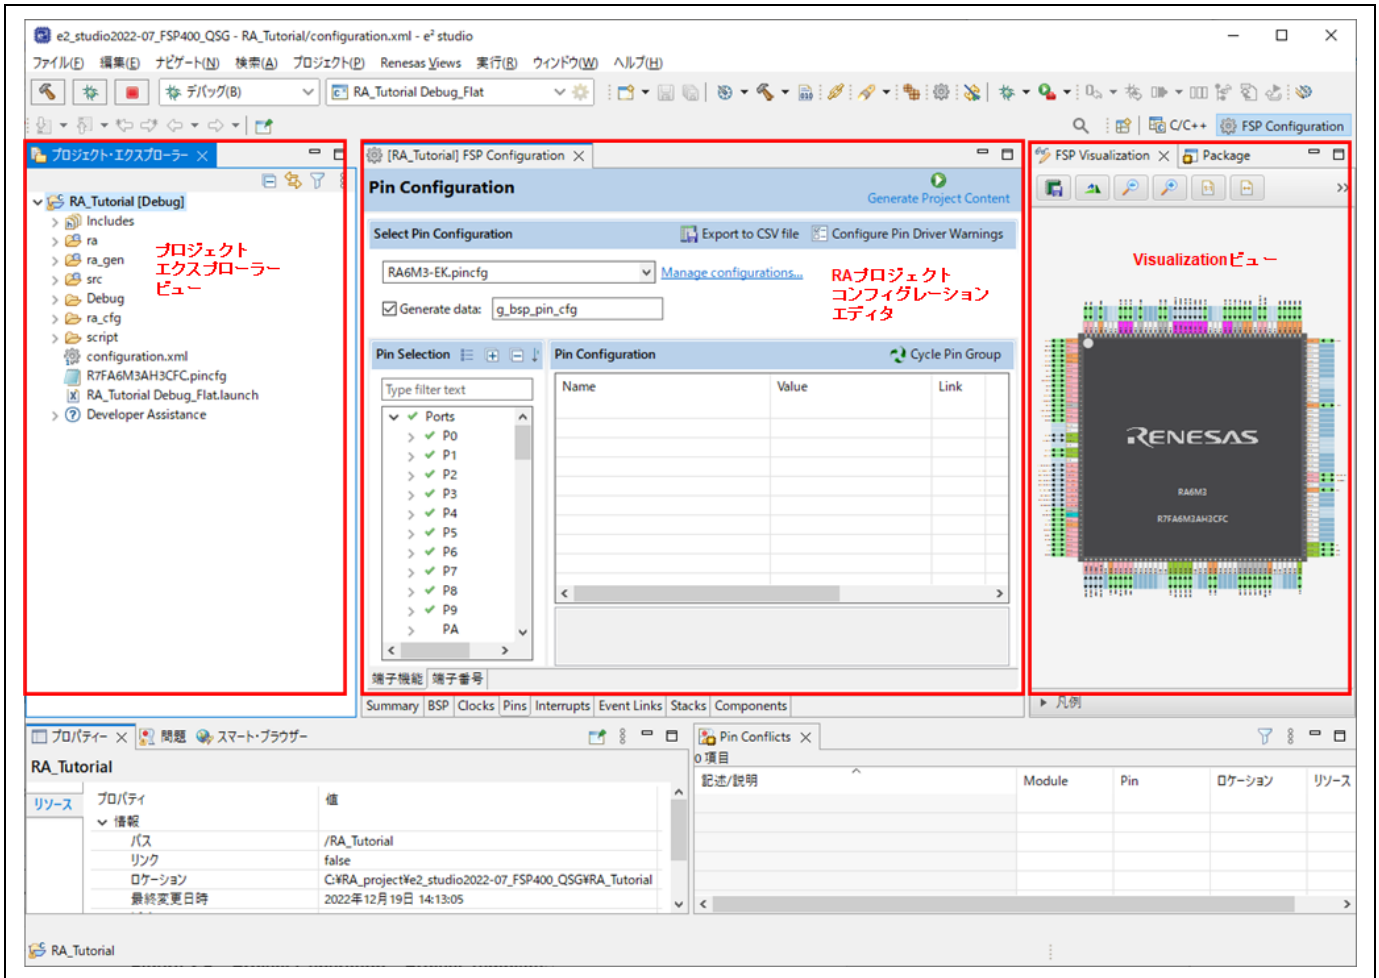 e2_studio2022-07_FSP400_QSG - RA_Tutorial/configuration.xml - e² studio
ファイル(F) 編集(E) ナビゲート(N) 検索(A) プロジェクト(P) Renesas Views 実行(R) ウィンドウ(W) ヘルプ(H)
デバッグ(B) RA_Tutorial Debug_Flat
C/C++ FSP Configuration
プロジェクト・エクスプローラー
RA_Tutorial [Debug]
Includes
ra
ra_gen
src
Debug
ra_cfg
script
configuration.xml
R7FA6M3AH3CFC.pincfg
RA_Tutorial Debug_Flat.launch
Developer Assistance
プロジェクト
エクスプローラー
ビュー
[RA_Tutorial] FSP Configuration
Pin Configuration
Generate Project Content
Select Pin Configuration Export to CSV file Configure Pin Driver Warnings
RA6M3-EK.pincfg Manage configurations...
Generate data: g_bsp_pin_cfg
RAプロジェクト
コンフィグレーション
エディタ
Pin Selection
Type filter text
Ports
P0
P1
P2
P3
P4
P5
P6
P7
P8
P9
PA
Pin Configuration Cycle Pin Group
Name Value Link
端子機能 端子番号
Summary BSP Clocks Pins Interrupts Event Links Stacks Components
FSP Visualization Package
Visualizationビュー
RENESAS
RA6M3
R7FA6M3AH3CFC
凡例
プロパティー 問題 スマート・ブラウザー
RA_Tutorial
リソース
プロパティ 値
情報
パス /RA_Tutorial
リンク false
ロケーション C:¥RA_project¥e2_studio2022-07_FSP400_QSG¥RA_Tutorial
最終変更日時 2022年12月19日 14:13:05
Pin Conflicts
0 項目
記述/説明 Module Pin ロケーション リソース
RA_Tutorial